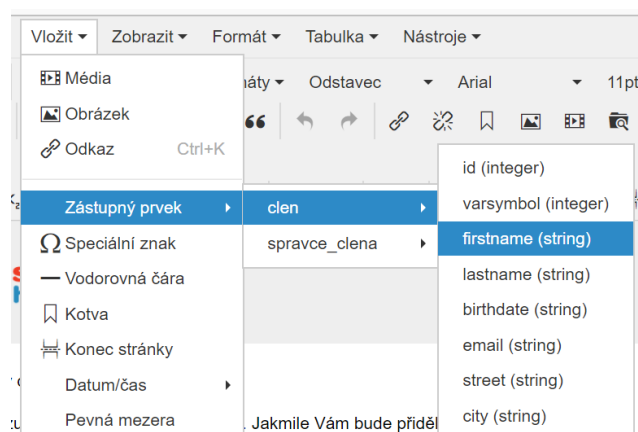 Vložit Zobrazit Formát Tabulka Nástroje
Média
Odstavec Arial 11pt
Obrázek
Odkaz Ctrl+K
id (integer)
varsymbol (integer)
Zástupný prvek clen
firstname (string)
Speciální znak spravce_clena
lastname (string)
Vodorovná čára
birthdate (string)
Kotva
email (string)
Konec stránky
street (string)
Datum/čas
city (string)
Pevná mezera . Jakmile Vám bude